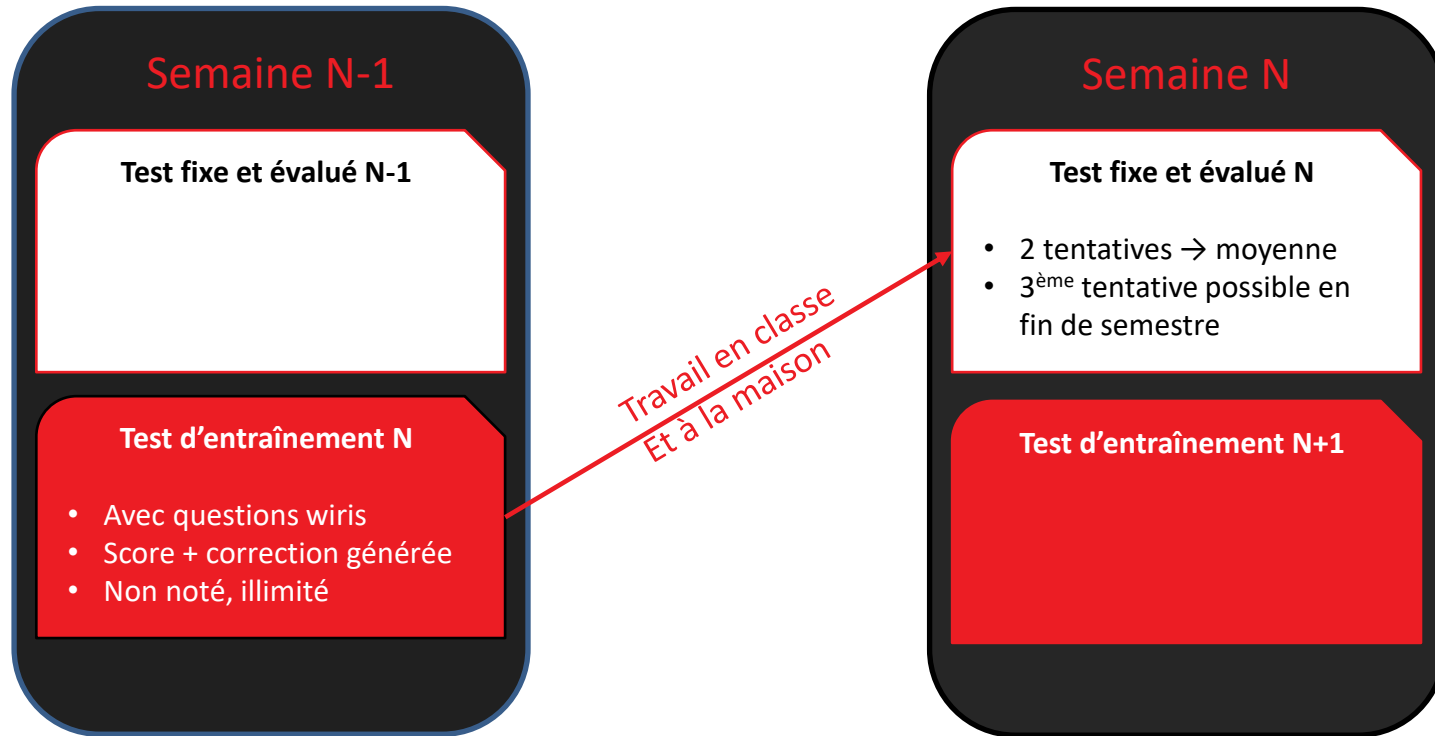 Semaine N-1
Test fixe et évalué N-1
Test d’entraînement N
• Avec questions wiris
• Score + correction générée
• Non noté, illimité
Travail en classe
Et à la maison
Semaine N
Test fixe et évalué N
• 2 tentatives → moyenne
• 3ème tentative possible en
fin de semestre
Test d’entraînement N+1